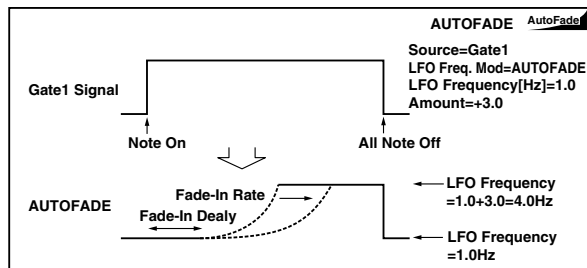 AUTOFADE
AutoFade
Source=Gate1
LFO Freq. Mod=AUTOFADE
LFO Frequency[Hz]=1.0
Amount=+3.0
Gate1 Signal
Note On
All Note Off
Fade-In Rate
LFO Frequency
=1.0+3.0=4.0Hz
AUTOFADE
Fade-In Dealy
LFO Frequency
=1.0Hz